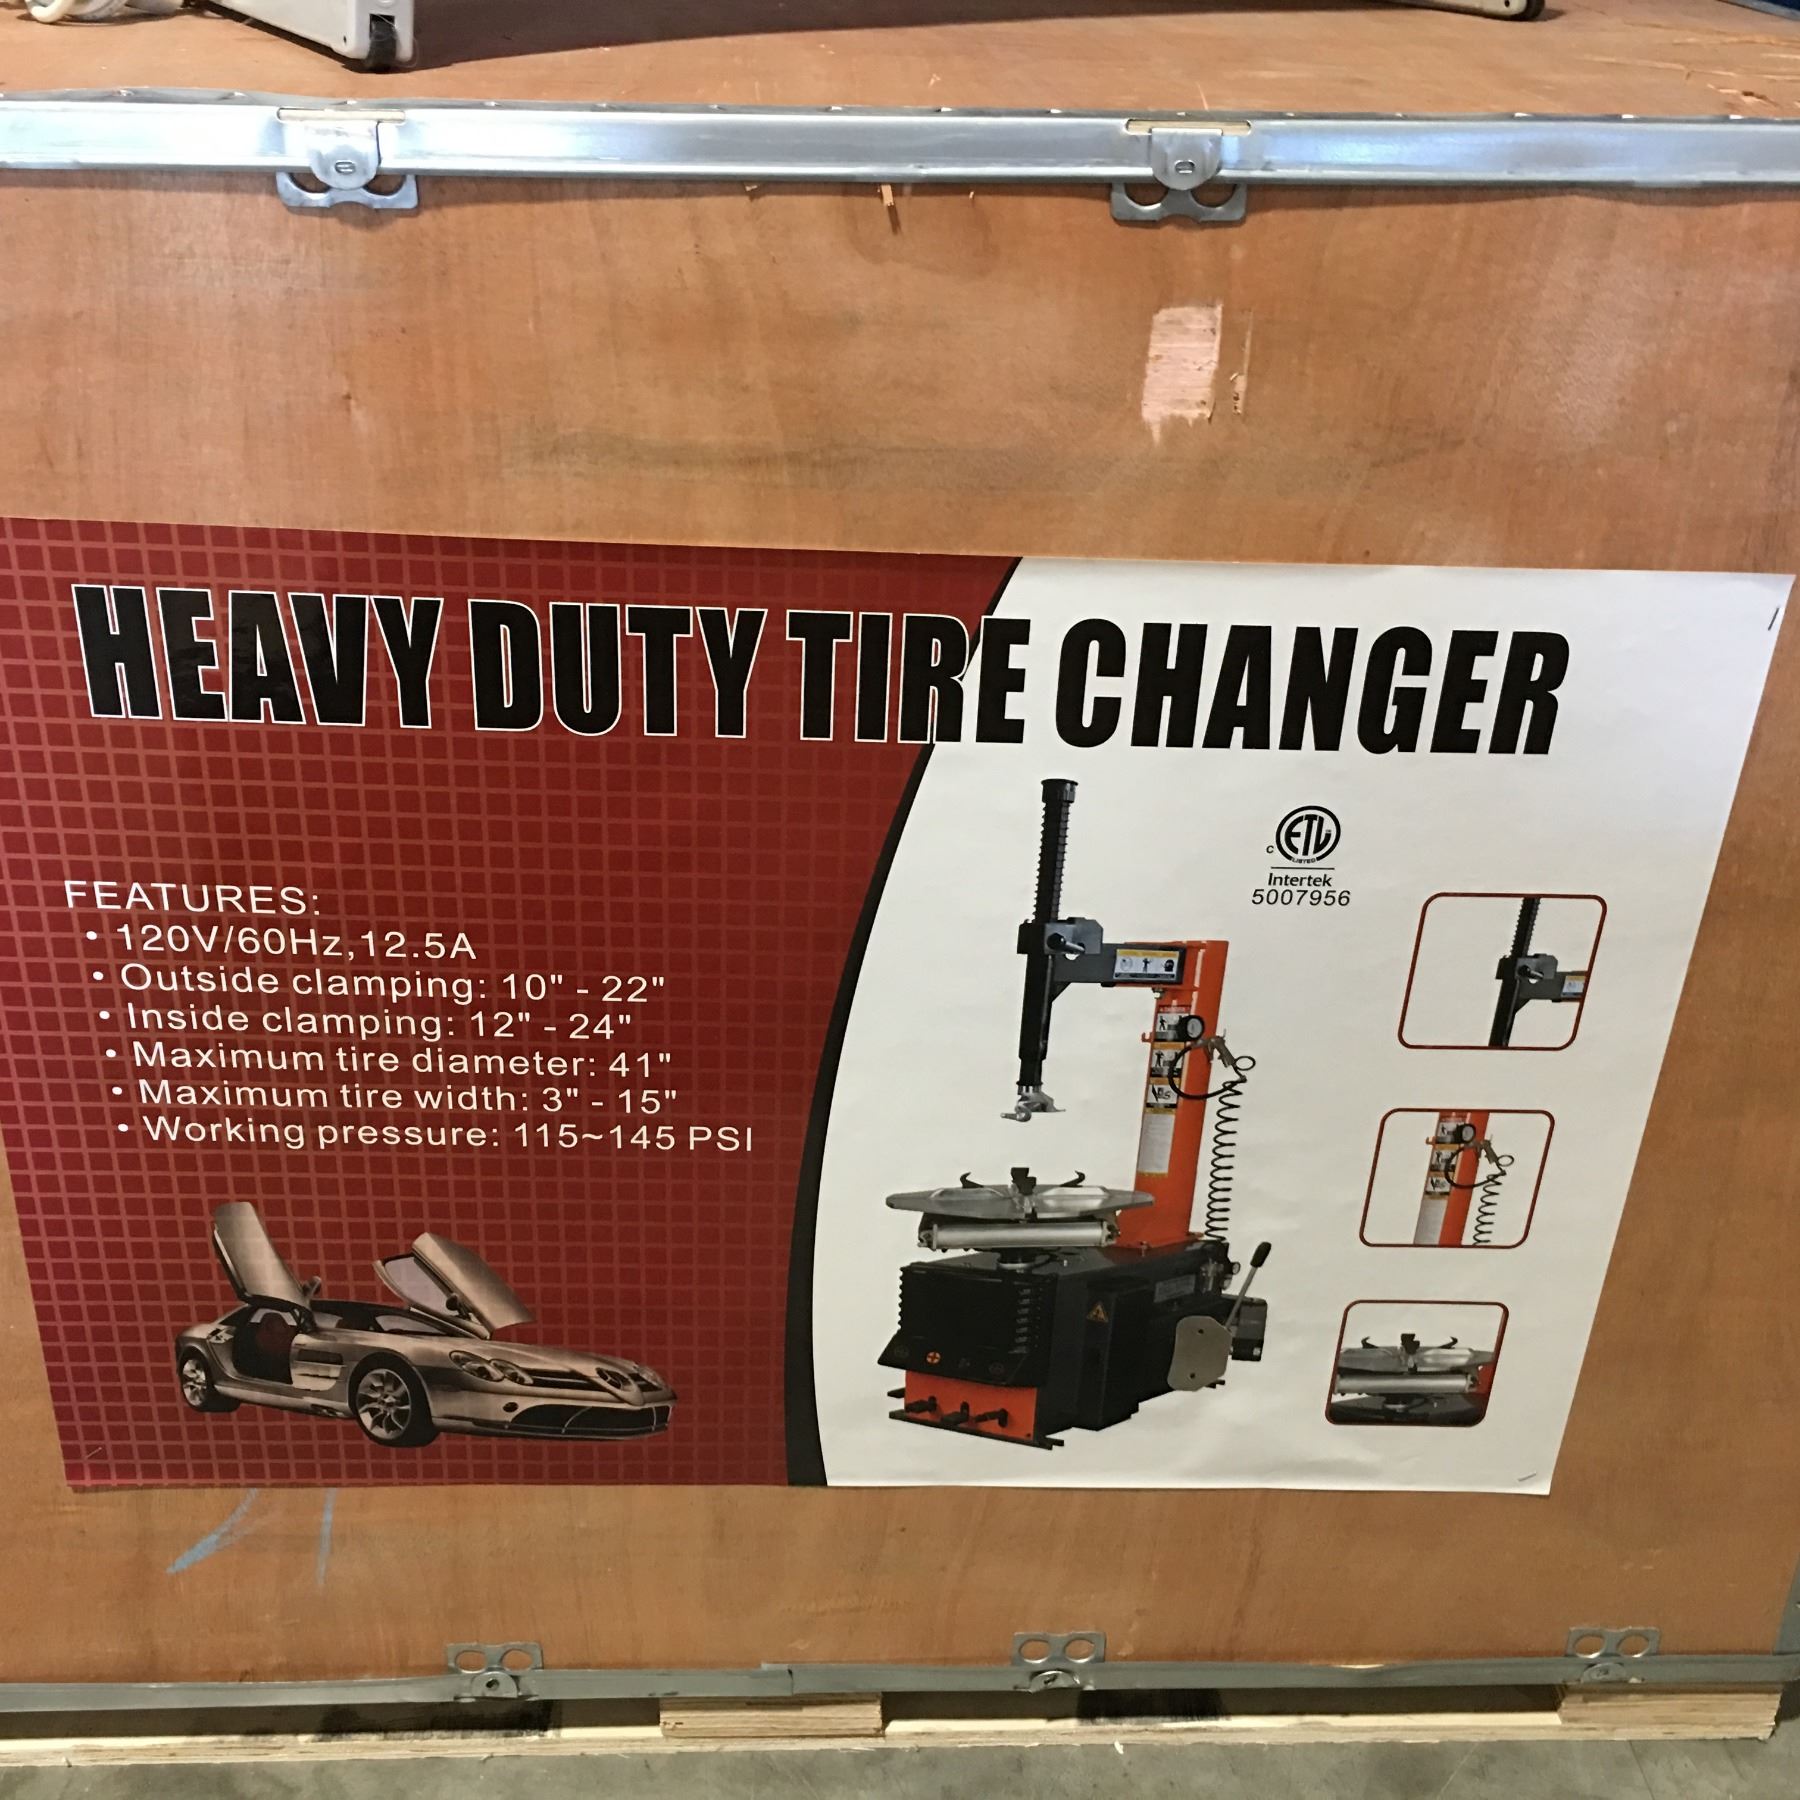 HEAVY DUTY TIRE CHANGER
FEATURES:
• 120V/60Hz,12.5A
• Outside clamping: 10" - 22"
• Inside clamping: 12" - 24"
• Maximum tire diameter: 41"
• Maximum tire width: 3" - 15"
• Working pressure: 115~145 PSI
C ETL
LISTED
Intertek
5007956